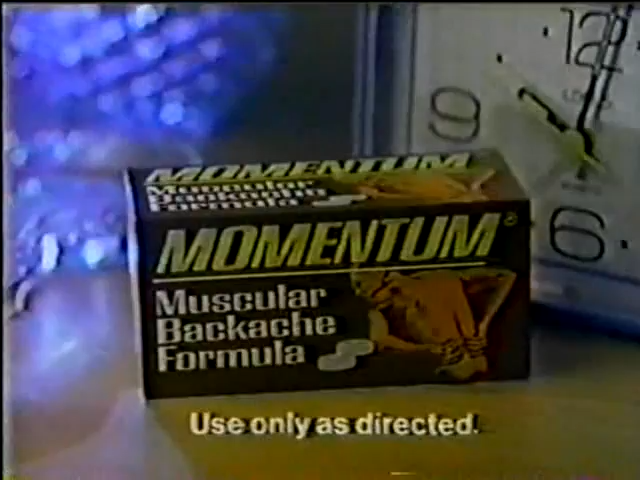 12
9
6
MOMENTUM
Muscular
Backache
Formula
MOMENTUM®
Muscular
Backache
Formula
Use only as directed.